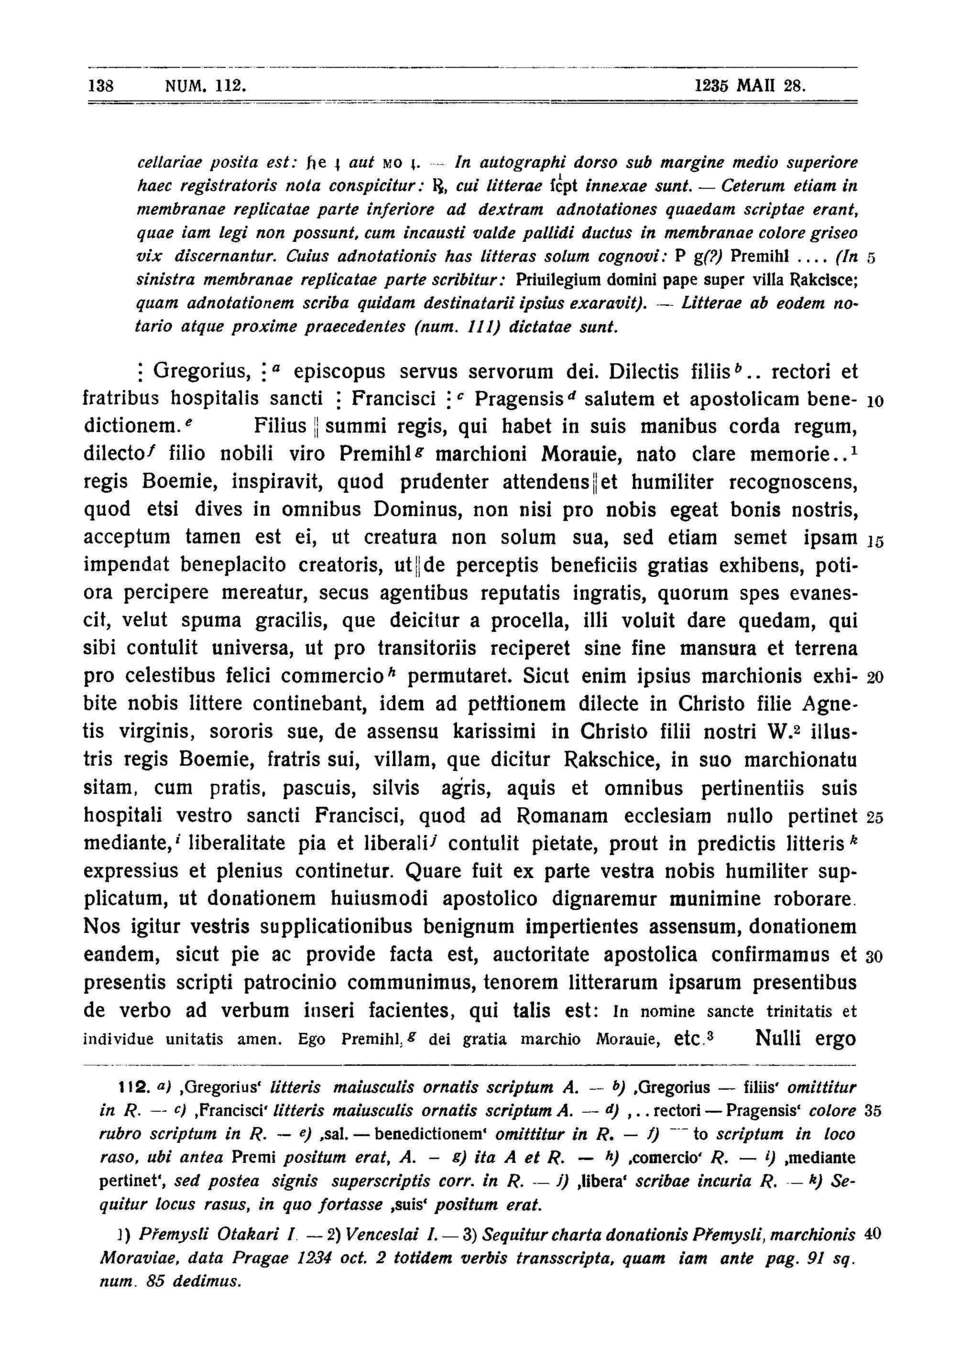 138 NUM. 112. 1235 MAII 28.
cellariae posita est: aut MO. — In autographi dorso sub margine medio superiore
haec registratoris nota conspicitur: R, cui litterae scpt innexae sunt. — Ceterum etiam in
membranae replicatae parte inferiore ad dextram adnotationes quaedam scriptae erant,
quae iam legi non possunt, cum incausti valde pallidi ductus in membranae colore griseo
vix discernantur. Cuius adnotationis has litteras solum cognovi: P g(?) Premihl .... (In 5
sinistra membranae replicatae parte scribitur: Priuilegium domini pape super villa Rakcisce;
quam adnotationem scriba quidam destinatarii ipsius exaravit). — Litterae ab eodem no-
tario atque proxime praecedentes (num. 111) dictatae sunt.
⋮ Gregorius, ⋮ a episcopus servus servorum dei. Dilectis filiis b .. rectori et
fratribus hospitalis sancti ⋮ Francisci ⋮ c Pragensis d salutem et apostolicam bene- 10
dictionem. e Filius || summi regis, qui habet in suis manibus corda regum,
dilecto f filio nobili viro Premihl g marchioni Morauie, nato clare memorie..1
regis Boemie, inspiravit, quod prudenter attendens || et humiliter recognoscens,
quod etsi dives in omnibus Dominus, non nisi pro nobis egeat bonis nostris,
acceptum tamen est ei, ut creatura non solum sua, sed etiam semet ipsam 15
impendat beneplacito creatoris, ut || de perceptis beneficiis gratias exhibens, poti-
ora percipere mereatur, secus agentibus reputatis ingratis, quorum spes evanes-
cit, velut spuma gracilis, que deicitur a procella, illi voluit dare quedam, qui
sibi contulit universa, ut pro transitoriis reciperet sine fine mansura et terrena
pro celestibus felici commercio h permutaret. Sicut enim ipsius marchionis exhi- 20
bite nobis littere continebant, idem ad petitionem dilecte in Christo filie Agne-
tis virginis, sororis sue, de assensu karissimi in Christo filii nostri W.2 illus-
tris regis Boemie, fratris sui, villam, que dicitur Rakschice, in suo marchionatu
sitam, cum pratis, pascuis, silvis agris, aquis et omnibus pertinentiis suis
hospitali vestro sancti Francisci, quod ad Romanam ecclesiam nullo pertinet 25
mediante, i liberalitate pia et liberali j contulit pietate, prout in predictis litteris k
expressius et plenius continetur. Quare fuit ex parte vestra nobis humiliter sup-
plicatum, ut donationem huiusmodi apostolico dignaremur munimine roborare.
Nos igitur vestris supplicationibus benignum impertientes assensum, donationem
eandem, sicut pie ac provide facta est, auctoritate apostolica confirmamus et 30
presentis scripti patrocinio communimus, tenorem litterarum ipsarum presentibus
de verbo ad verbum inseri facientes, qui talis est: In nomine sancte trinitatis et
individue unitatis amen. Ego Premihl, g dei gratia marchio Morauie, etc.3 Nulli ergo
112. a) ‚Gregorius‘ litteris maiusculis ornatis scriptum A. — b) ‚Gregorius — filiis‘ omittitur
in R. — c) ‚Francisci‘ litteris maiusculis ornatis scriptum A. — d) ‚.. rectori — Pragensis‘ colore 35
rubro scriptum in R. — e) ‚sal. — benedictionem‘ omittitur in R. — f) — to scriptum in loco
raso, ubi antea Premi positum erat, A. — g) ita A et R. — h) ‚comercio‘ R. — i) ‚mediante
pertinet‘, sed postea signis superscriptis corr. in R. — j) ‚libera‘ scribae incuria R. — k) Se-
quitur locus rasus, in quo fortasse ‚suis‘ positum erat.
1) Přemysli Otakari I. — 2) Venceslai I. — 3) Sequitur charta donationis Přemysli, marchionis 40
Moraviae, data Pragae 1234 oct. 2 totidem verbis transscripta, quam iam ante pag. 91 sq.
num. 85 dedimus.